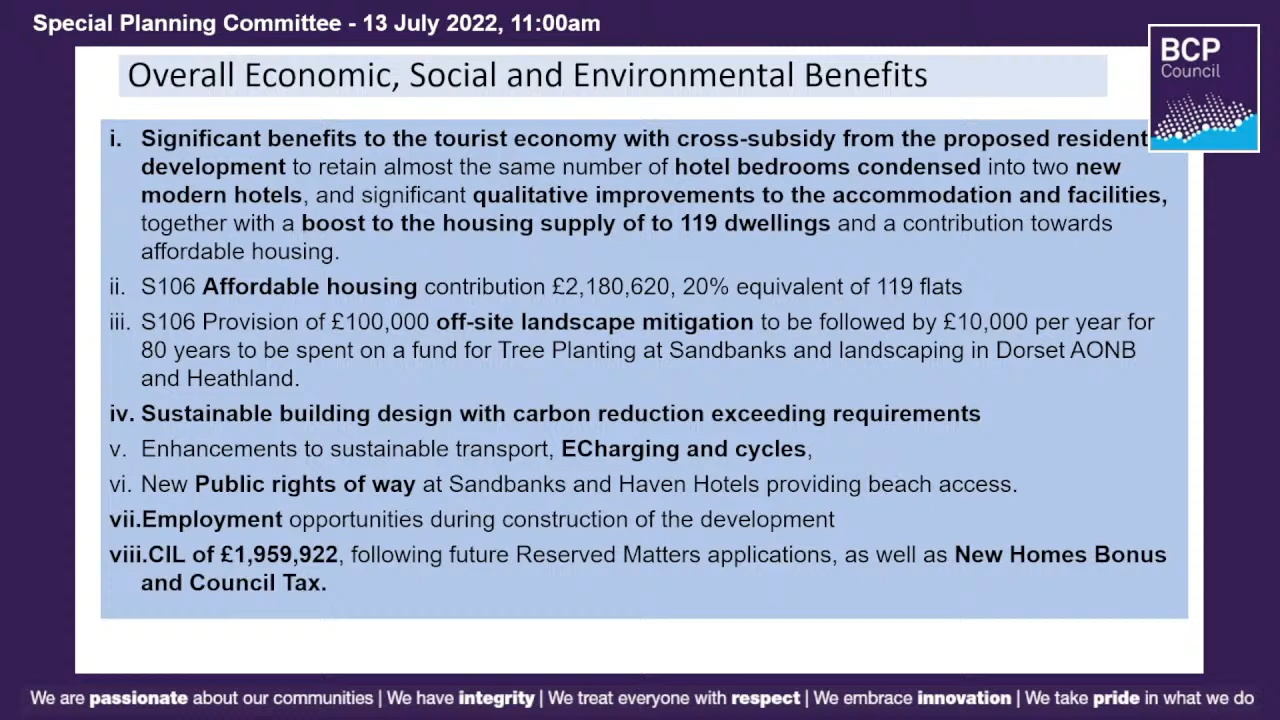 Special Planning Committee - 13 July 2022, 11:00am
BCP
Council
Overall Economic, Social and Environmental Benefits
i. Significant benefits to the tourist economy with cross-subsidy from the proposed resident
development to retain almost the same number of hotel bedrooms condensed into two new
modern hotels, and significant qualitative improvements to the accommodation and facilities,
together with a boost to the housing supply of to 119 dwellings and a contribution towards
affordable housing.
ii. S106 Affordable housing contribution £2,180,620, 20% equivalent of 119 flats
iii. S106 Provision of £100,000 off-site landscape mitigation to be followed by £10,000 per year for
80 years to be spent on a fund for Tree Planting at Sandbanks and landscaping in Dorset AONB
and Heathland.
iv. Sustainable building design with carbon reduction exceeding requirements
v. Enhancements to sustainable transport, ECharging and cycles,
vi. New Public rights of way at Sandbanks and Haven Hotels providing beach access.
vii.Employment opportunities during construction of the development
viii.CIL of £1,959,922, following future Reserved Matters applications, as well as New Homes Bonus
and Council Tax.
We are passionate about our communities | We have integrity | We treat everyone with respect | We embrace innovation | We take pride in what we do